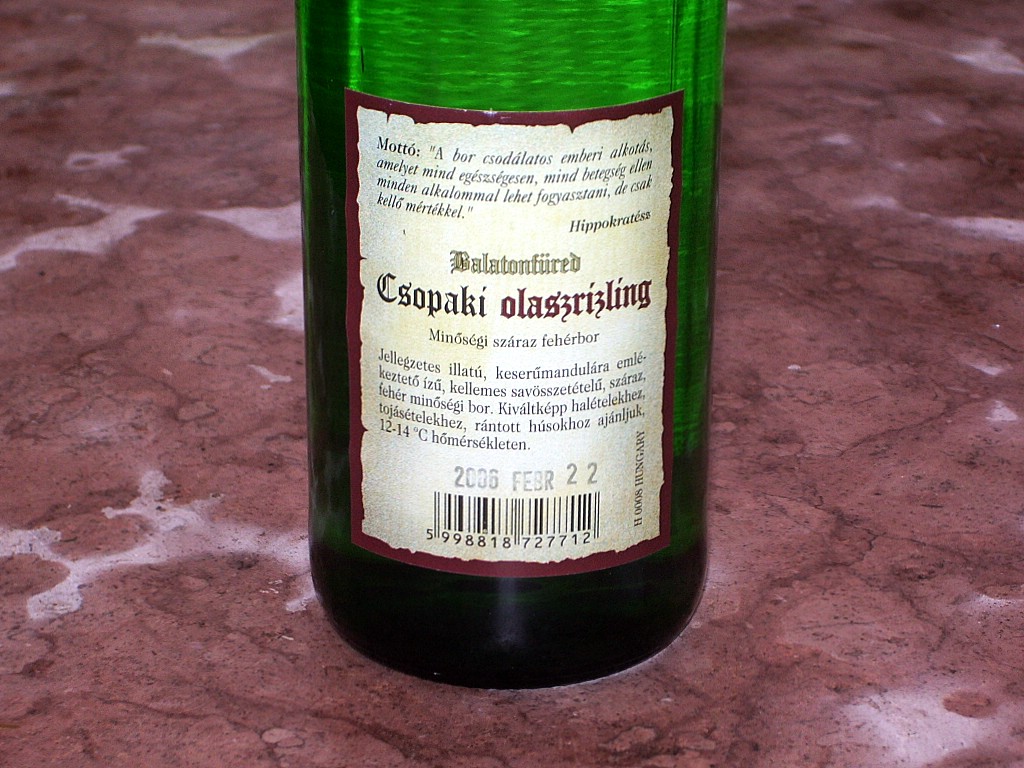 Mottó: "A bor csodálatos emberi alkotás,
amelyet mind egészségesen, mind betegség ellen
minden alkalommal lehet fogyasztani, de csak
kellő mértékkel."
Hippokratész
Balatonfüred
Csopaki olaszrizling
Minőségi száraz fehérbor
Jellegzetes illatú, keserűmandulára emlé-
keztető ízű, kellemes savösszetételű, száraz,
fehér minőségi bor. Kiváltképp halételekhez,
tojásételekhez, rántott húsokhoz ajánljuk,
12-14 °C hőmérsékleten.
2006 FEBR 22
H 0008 HUNGARY
5 998818 727712